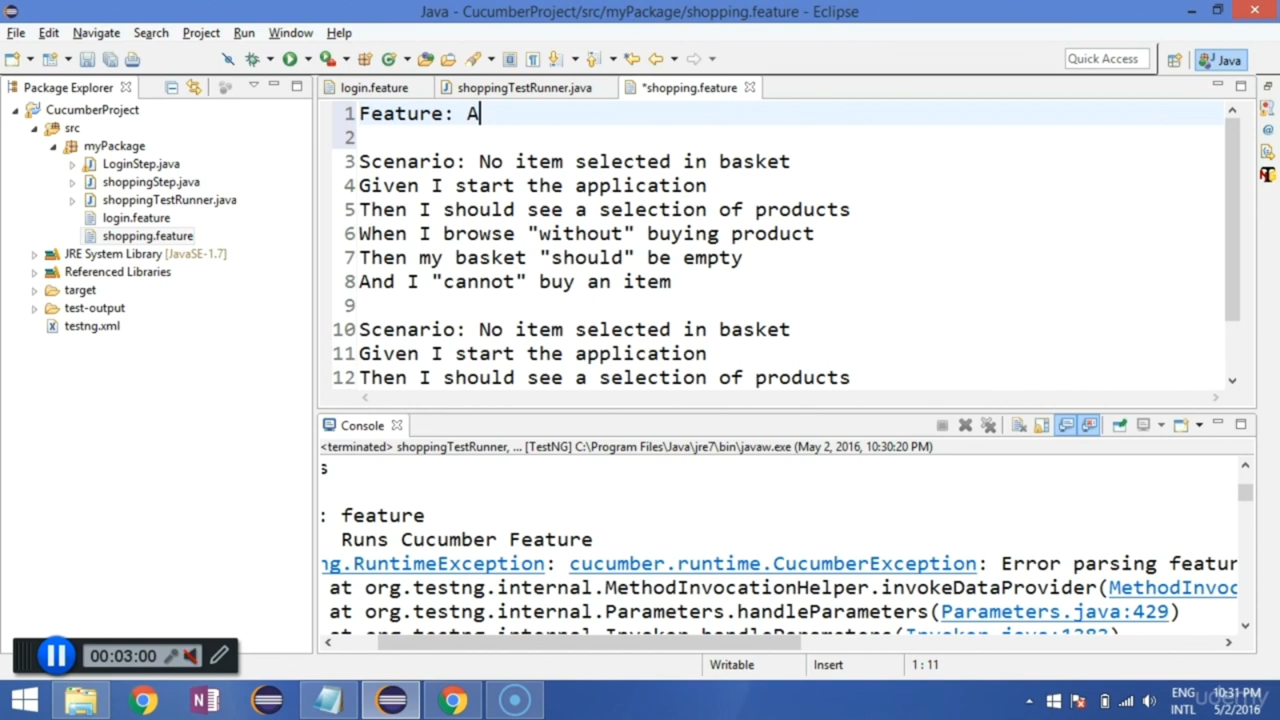 Java - CucumberProject/src/myPackage/shopping.feature - Eclipse
File Edit Navigate Search Project Run Window Help
Quick Access
Java
Package Explorer
login.feature
shoppingTestRunner.java
*shopping.feature
CucumberProject
src
myPackage
LoginStep.java
shoppingStep.java
shoppingTestRunner.java
login.feature
shopping.feature
JRE System Library [JavaSE-1.7]
Referenced Libraries
target
test-output
testng.xml
1 Feature: A
2
3 Scenario: No item selected in basket
4 Given I start the application
5 Then I should see a selection of products
6 When I browse "without" buying product
7 Then my basket "should" be empty
8 And I "cannot" buy an item
9
10 Scenario: No item selected in basket
11 Given I start the application
12 Then I should see a selection of products
Console
<terminated> shoppingTestRunner, ... [TestNG] C:\Program Files\Java\jre7\bin\javaw.exe (May 2, 2016, 10:30:20 PM)
s
: feature
Runs Cucumber Feature
ng.RuntimeException: cucumber.runtime.CucumberException: Error parsing featur
at org.testng.internal.MethodInvocationHelper.invokeDataProvider(MethodInvoc
at org.testng.internal.Parameters.handleParameters(Parameters.java:429)
00:03:00
Writable
Insert
1 : 11
ENG
INTL
10:31 PM
5/2/2016
udemy